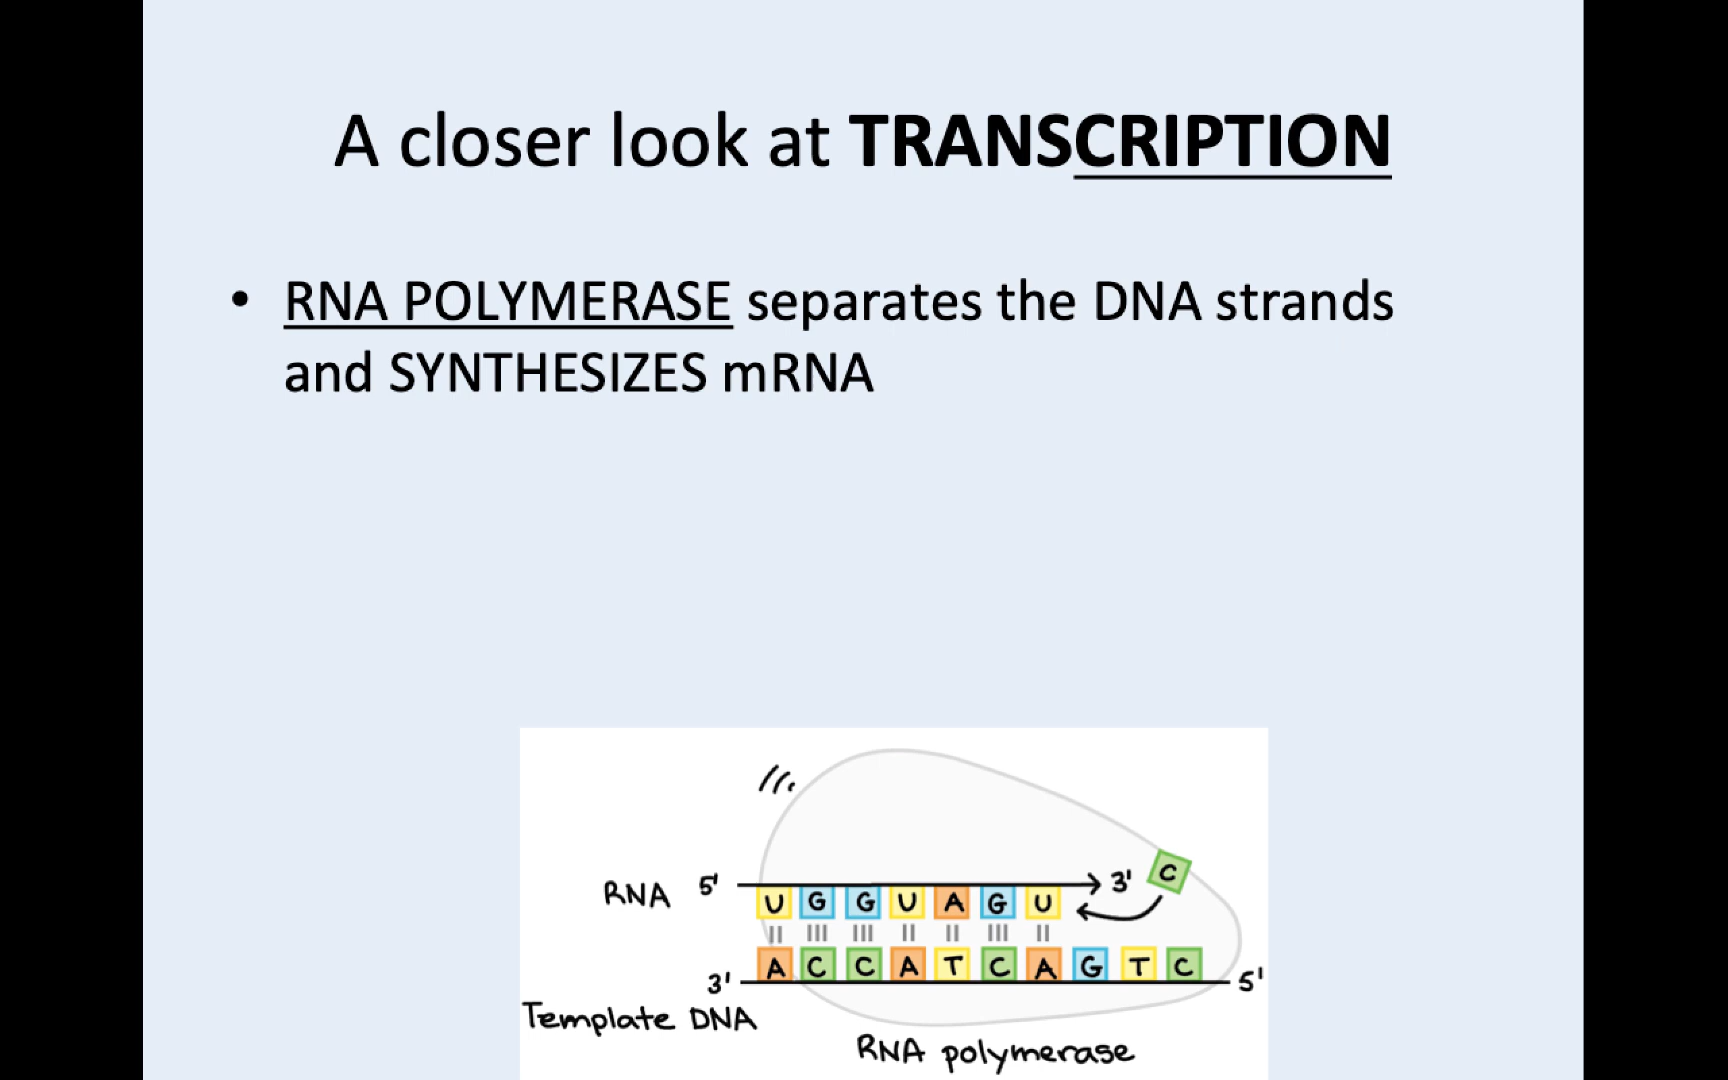 A closer look at TRANSCRIPTION
• RNA POLYMERASE separates the DNA strands
and SYNTHESIZES mRNA
RNA 5' 3' C
U G G U A G U
A C C A T C A G T C
3' 5'
Template DNA
RNA polymerase